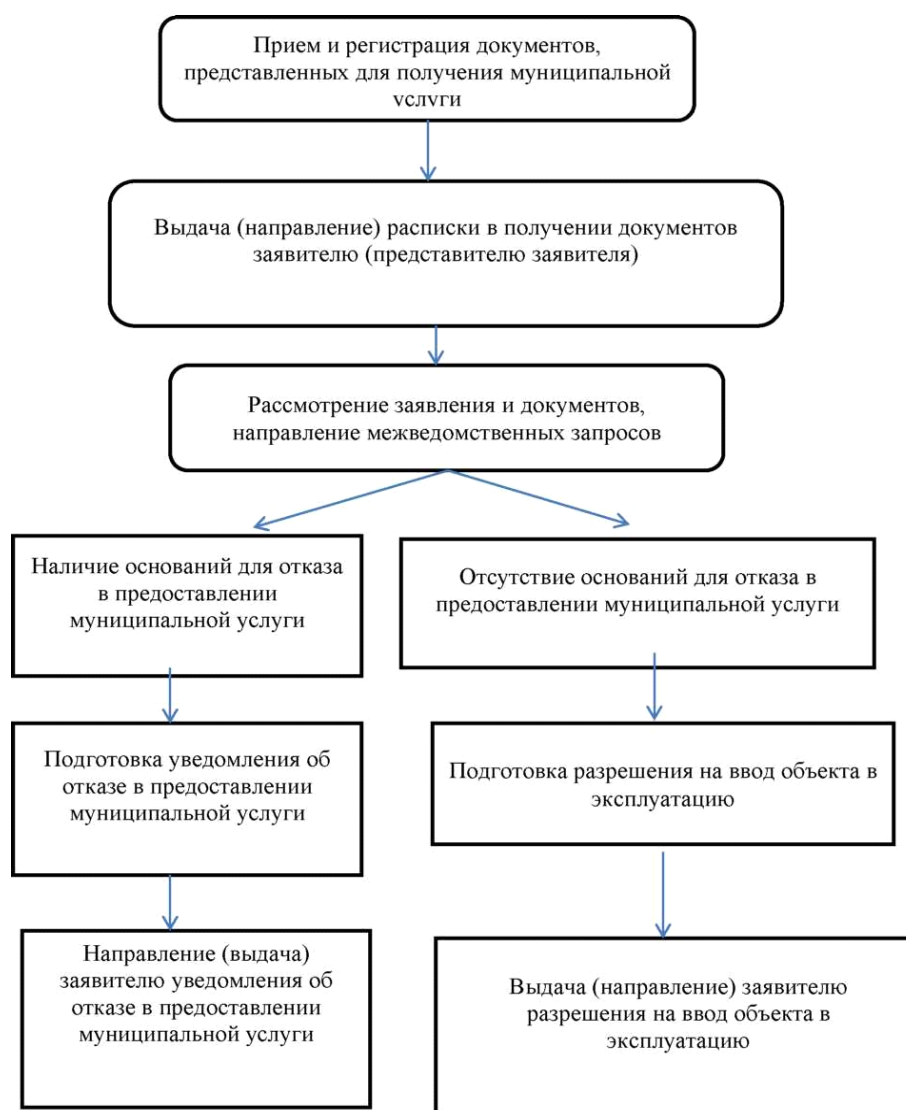 Прием и регистрация документов,
представленных для получения муниципальной
услуги
Выдача (направление) расписки в получении документов
заявителю (представителю заявителя)
Рассмотрение заявления и документов,
направление межведомственных запросов
Наличие оснований для отказа
в предоставлении
муниципальной услуги
Отсутствие оснований для отказа в
предоставлении муниципальной услуги
Подготовка уведомления об
отказе в предоставлении
муниципальной услуги
Подготовка разрешения на ввод объекта в
эксплуатацию
Направление (выдача)
заявителю уведомления об
отказе в предоставлении
муниципальной услуги
Выдача (направление) заявителю
разрешения на ввод объекта в
эксплуатацию